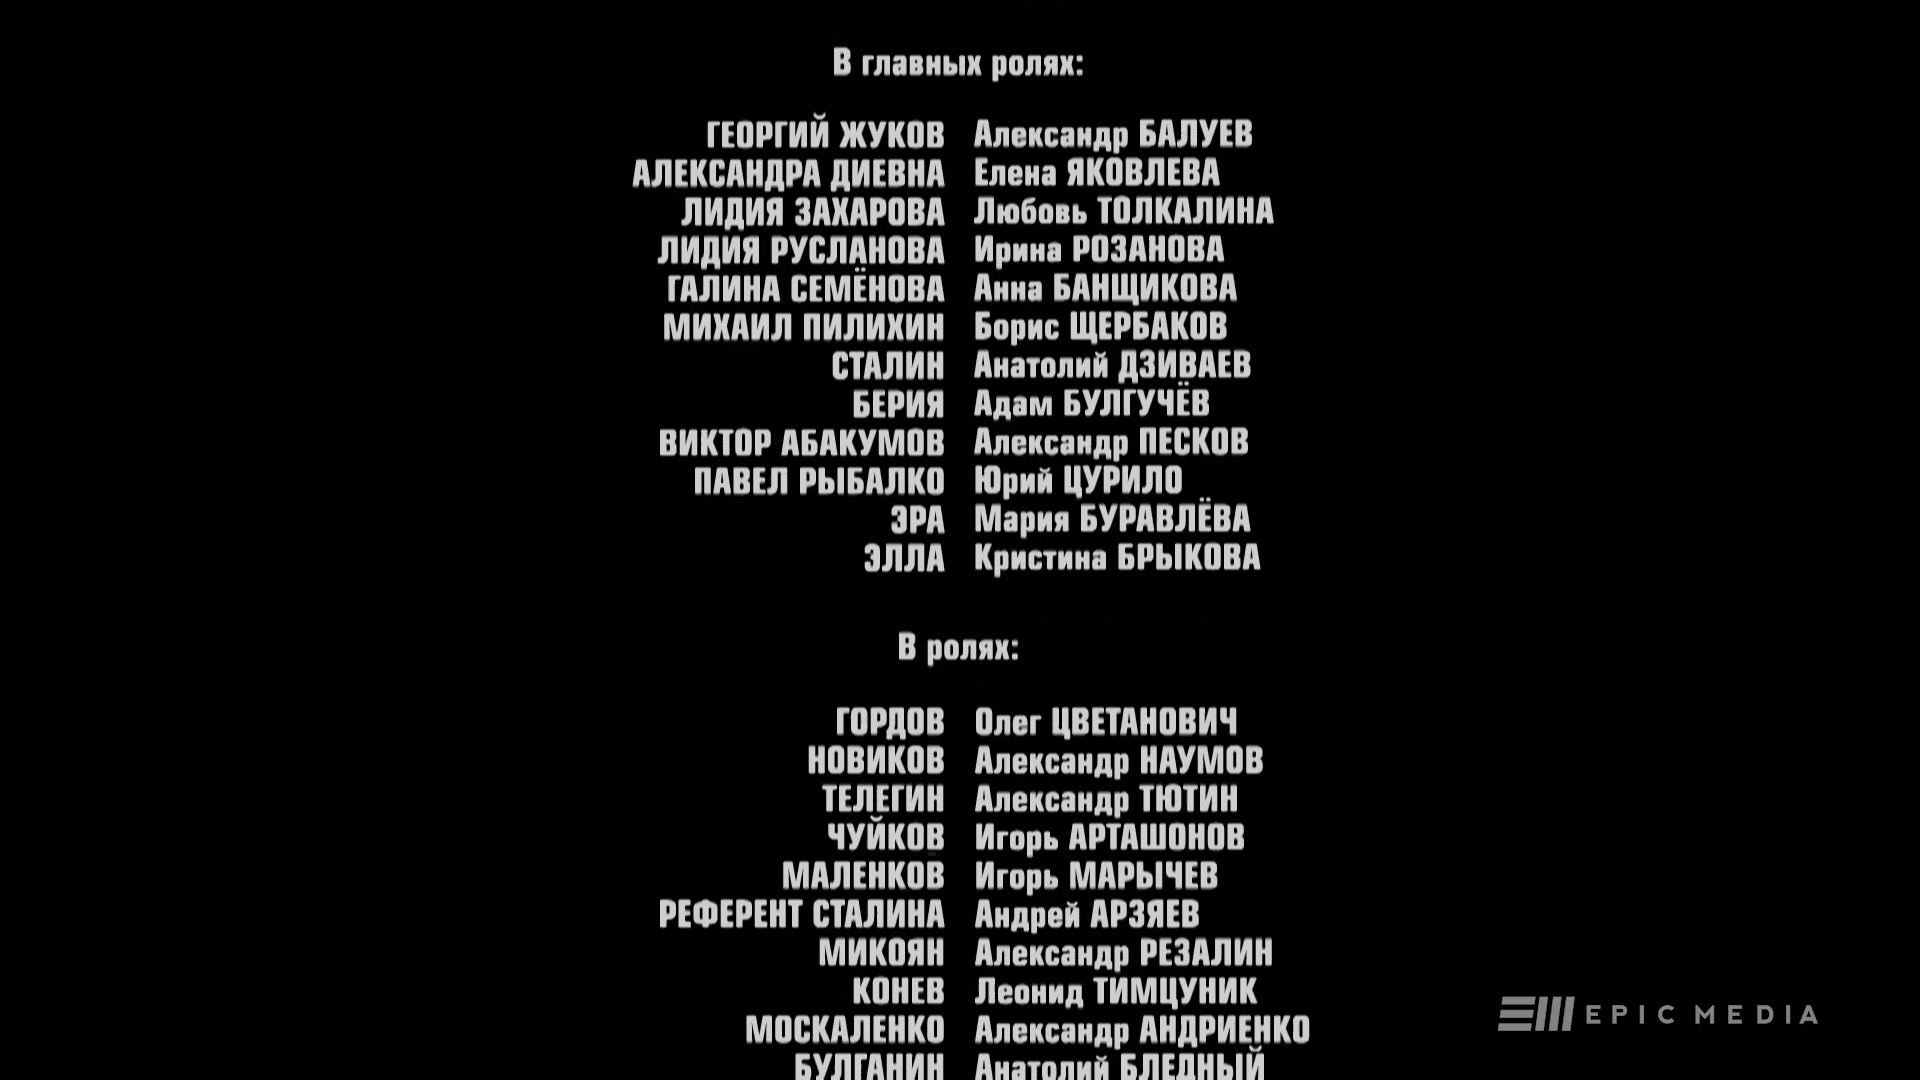 В главных ролях:
ГЕОРГИЙ ЖУКОВ Александр БАЛУЕВ
АЛЕКСАНДРА ДИЕВНА Елена ЯКОВЛЕВА
ЛИДИЯ ЗАХАРОВА Любовь ТОЛКАЛИНА
ЛИДИЯ РУСЛАНОВА Ирина РОЗАНОВА
ГАЛИНА СЕМЁНОВА Анна БАНЩИКОВА
МИХАИЛ ПИЛИХИН Борис ЩЕРБАКОВ
СТАЛИН Анатолий ДЗИВАЕВ
БЕРИЯ Адам БУЛГУЧЁВ
ВИКТОР АБАКУМОВ Александр ПЕСКОВ
ПАВЕЛ РЫБАЛКО Юрий ЦУРИЛО
ЭРА Мария БУРАВЛЁВА
ЭЛЛА Кристина БРЫКОВА
В ролях:
ГОРДОВ Олег ЦВЕТАНОВИЧ
НОВИКОВ Александр НАУМОВ
ТЕЛЕГИН Александр ТЮТИН
ЧУЙКОВ Игорь АРТАШОНОВ
МАЛЕНКОВ Игорь МАРЫЧЕВ
РЕФЕРЕНТ СТАЛИНА Андрей АРЗЯЕВ
МИКОЯН Александр РЕЗАЛИН
КОНЕВ Леонид ТИМЦУНИК
МОСКАЛЕНКО Александр АНДРИЕНКО
БУЛГАНИН Анатолий БЛЕДНЫЙ
EPIC MEDIA